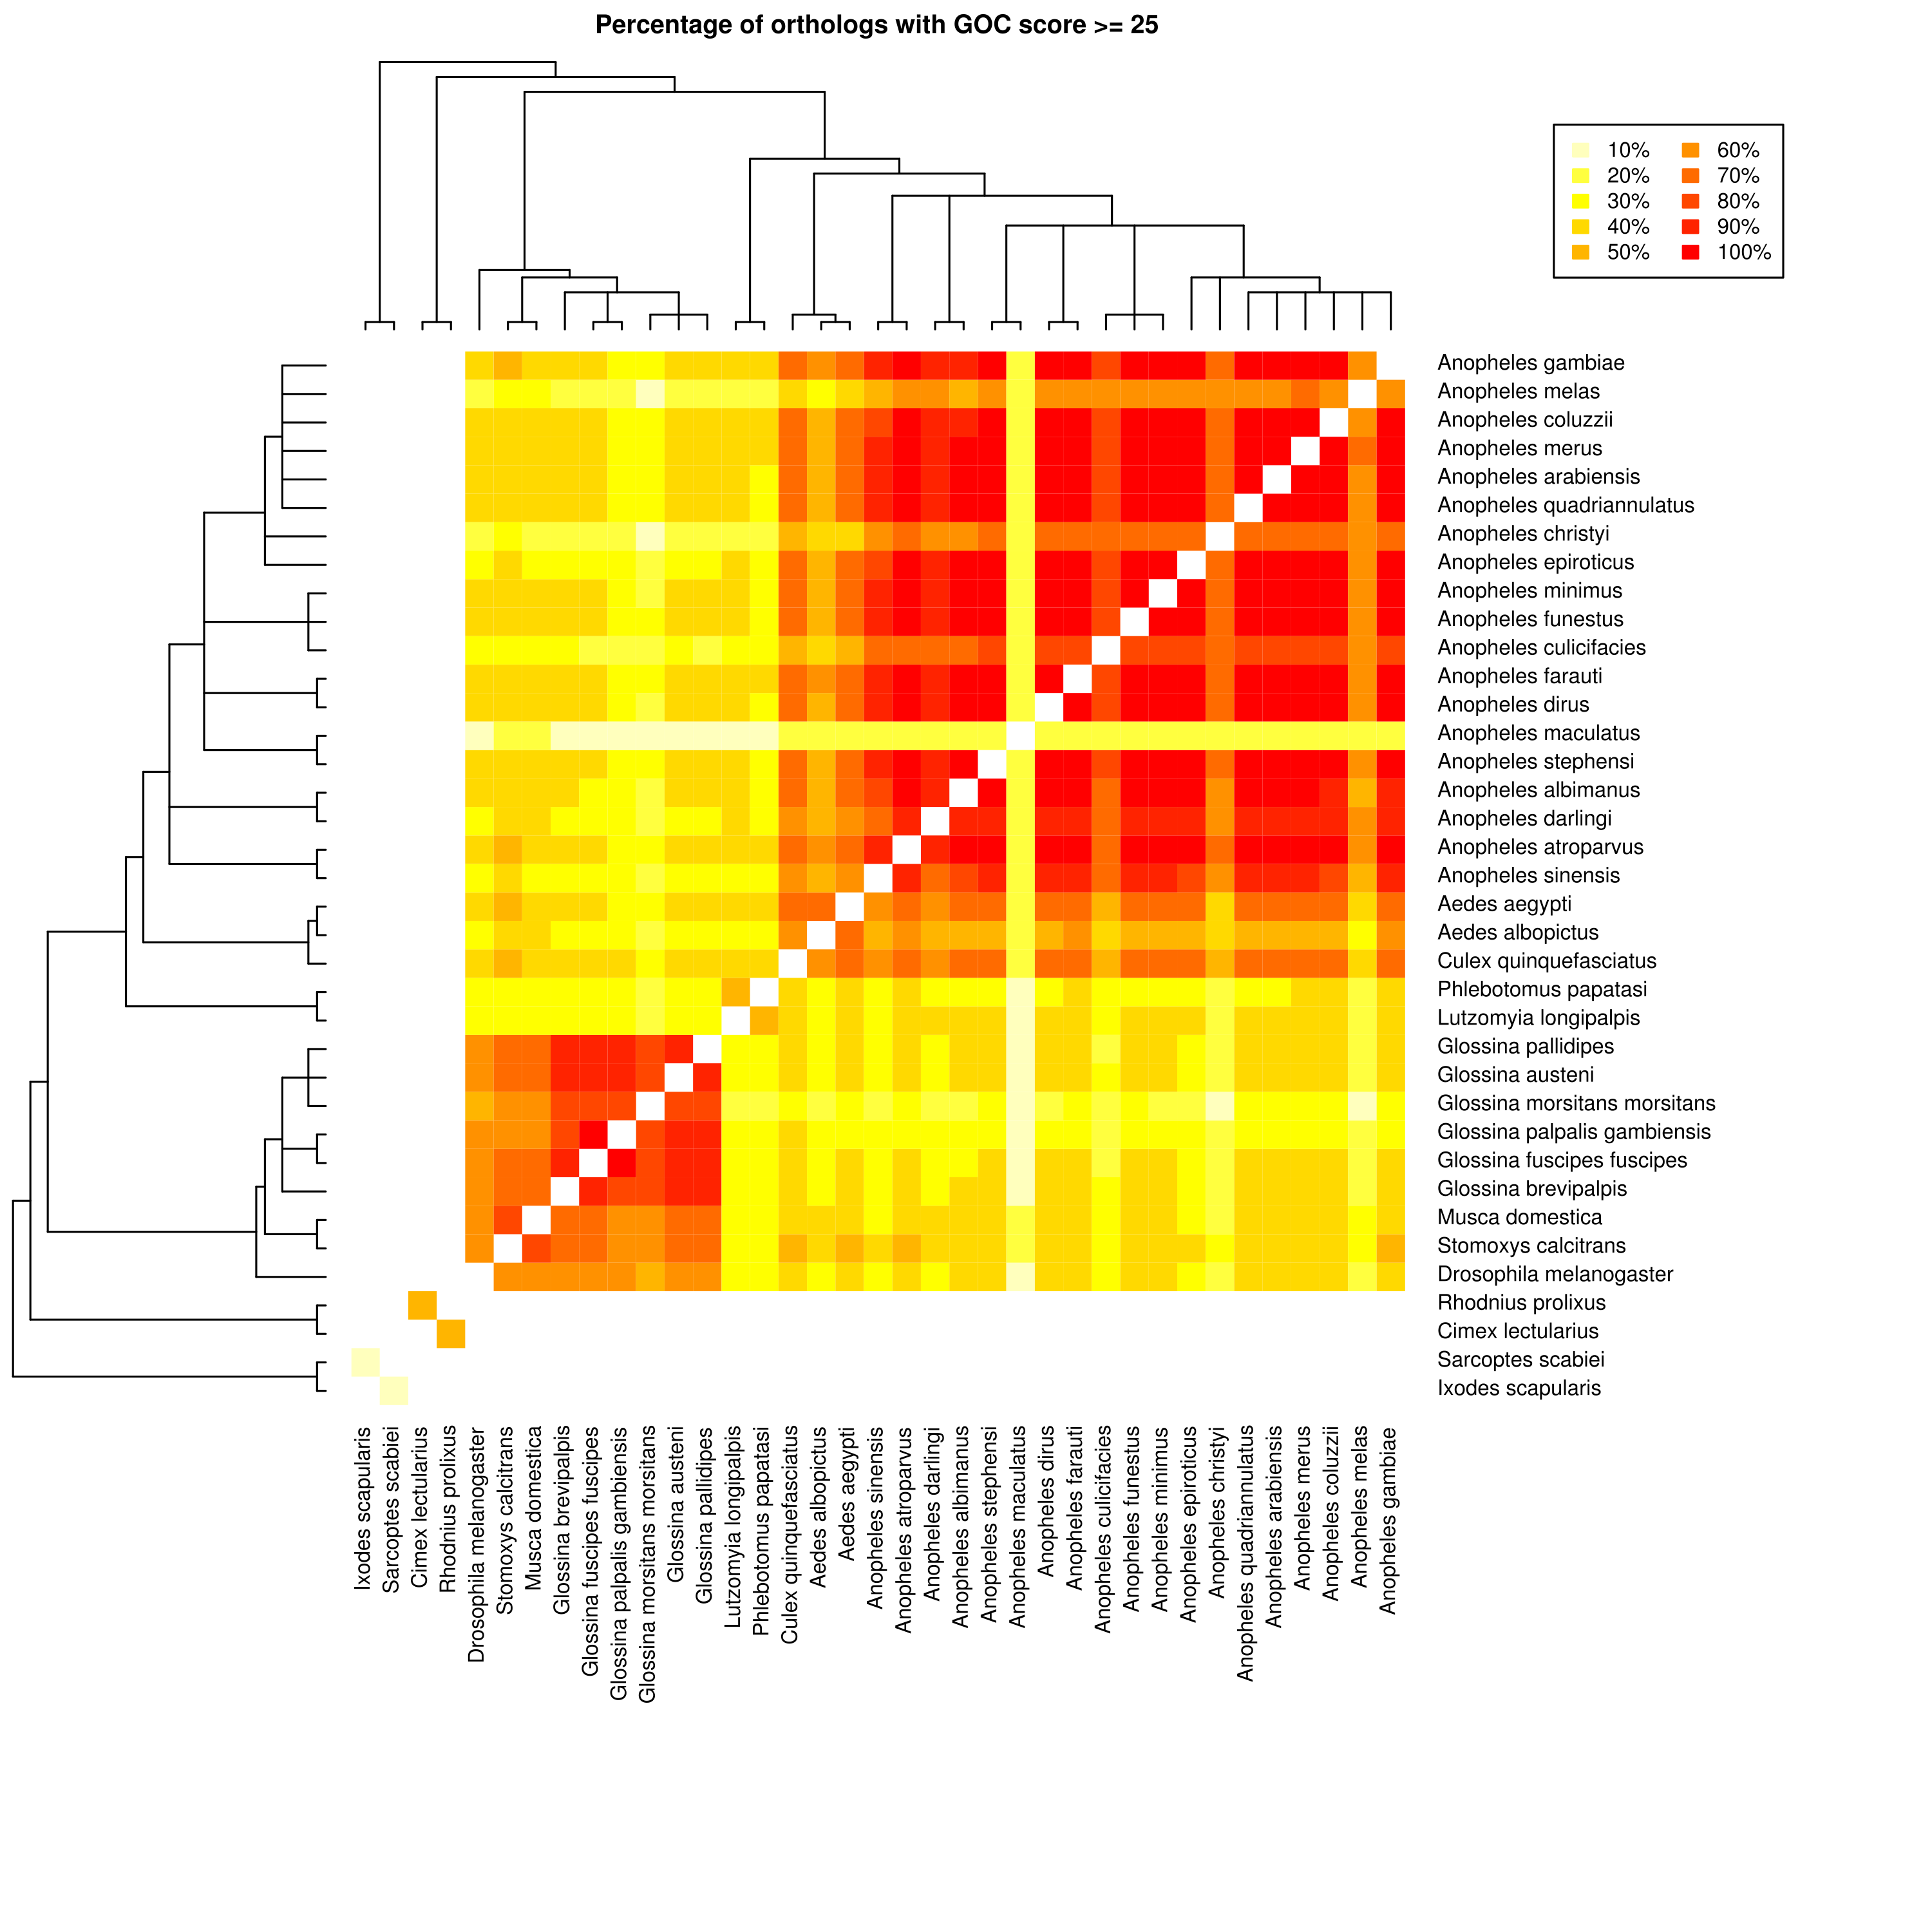 Percentage of orthologs with GOC score >= 25
10% 60%
20% 70%
30% 80%
40% 90%
50% 100%
Anopheles gambiae
Anopheles melas
Anopheles coluzzii
Anopheles merus
Anopheles arabiensis
Anopheles quadriannulatus
Anopheles christyi
Anopheles epiroticus
Anopheles minimus
Anopheles funestus
Anopheles culicifacies
Anopheles farauti
Anopheles dirus
Anopheles maculatus
Anopheles stephensi
Anopheles albimanus
Anopheles darlingi
Anopheles atroparvus
Anopheles sinensis
Aedes aegypti
Aedes albopictus
Culex quinquefasciatus
Phlebotomus papatasi
Lutzomyia longipalpis
Glossina pallidipes
Glossina austeni
Glossina morsitans morsitans
Glossina palpalis gambiensis
Glossina fuscipes fuscipes
Glossina brevipalpis
Musca domestica
Stomoxys calcitrans
Drosophila melanogaster
Rhodnius prolixus
Cimex lectularius
Sarcoptes scabiei
Ixodes scapularis
Ixodes scapularis
Sarcoptes scabiei
Cimex lectularius
Rhodnius prolixus
Drosophila melanogaster
Stomoxys calcitrans
Musca domestica
Glossina brevipalpis
Glossina fuscipes fuscipes
Glossina palpalis gambiensis
Glossina morsitans morsitans
Glossina austeni
Glossina pallidipes
Lutzomyia longipalpis
Phlebotomus papatasi
Culex quinquefasciatus
Aedes albopictus
Aedes aegypti
Anopheles sinensis
Anopheles atroparvus
Anopheles darlingi
Anopheles albimanus
Anopheles stephensi
Anopheles maculatus
Anopheles dirus
Anopheles farauti
Anopheles culicifacies
Anopheles funestus
Anopheles minimus
Anopheles epiroticus
Anopheles christyi
Anopheles quadriannulatus
Anopheles arabiensis
Anopheles merus
Anopheles coluzzii
Anopheles melas
Anopheles gambiae